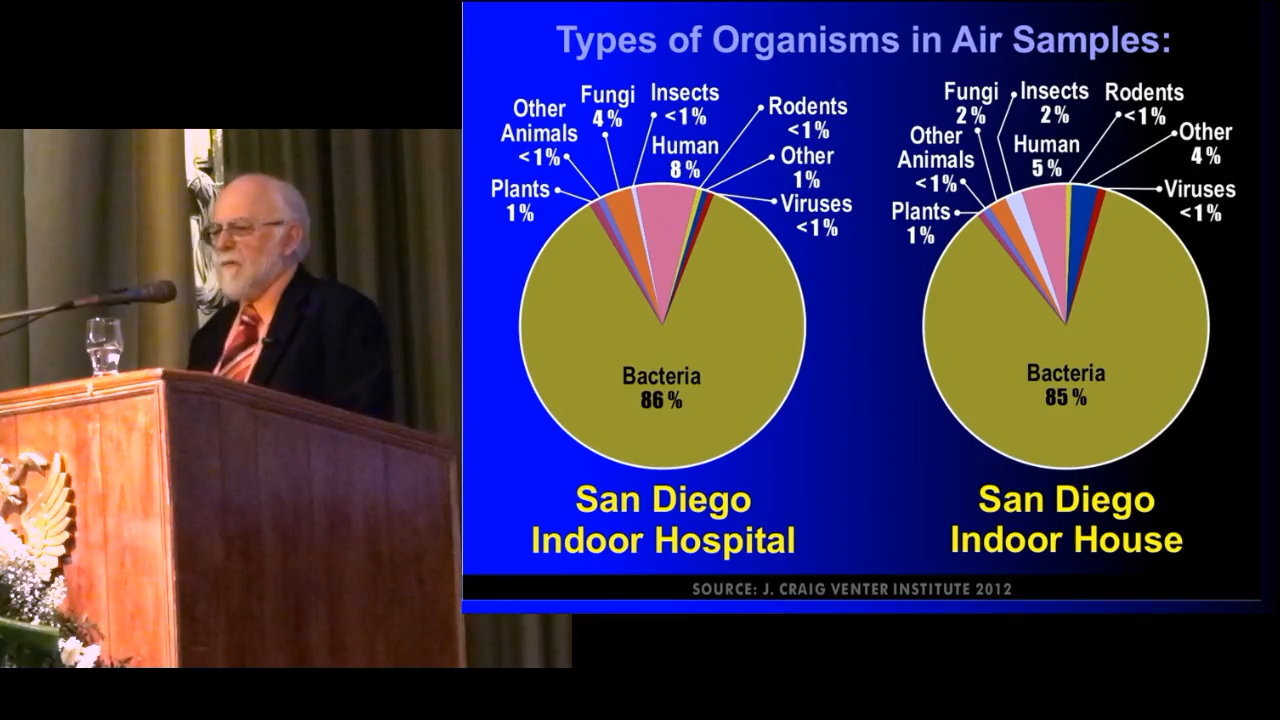 Types of Organisms in Air Samples:
Other
Animals
<1%
Fungi
4%
Insects
<1%
Human
8%
Rodents
<1%
Other
1%
Viruses
<1%
Plants
1%
Bacteria
86%
San Diego
Indoor Hospital
Fungi
2%
Insects
2%
Rodents
<1%
Other
Animals
<1%
Human
5%
Other
4%
Plants
1%
Viruses
<1%
Bacteria
85%
San Diego
Indoor House
SOURCE: J. CRAIG VENTER INSTITUTE 2012